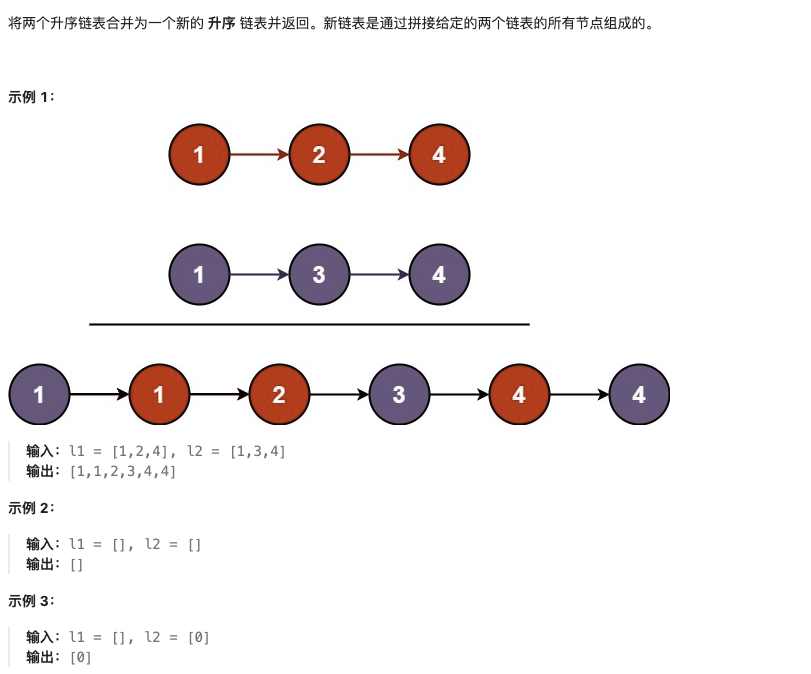 将两个升序链表合并为一个新的 升序 链表并返回。新链表是通过拼接给定的两个链表的所有节点组成的。
示例 1：
1 2 4
1 3 4
1 1 2 3 4 4
输入：l1 = [1,2,4], l2 = [1,3,4]
输出：[1,1,2,3,4,4]
示例 2：
输入：l1 = [], l2 = []
输出：[]
示例 3：
输入：l1 = [], l2 = [0]
输出：[0]